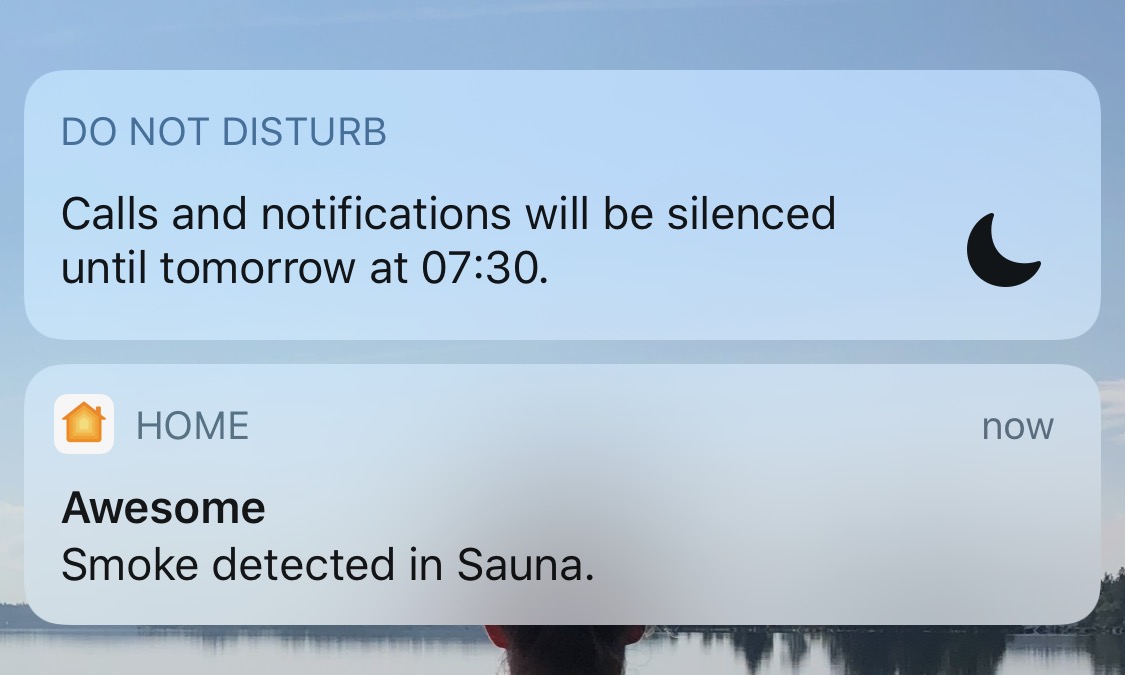 DO NOT DISTURB
Calls and notifications will be silenced
until tomorrow at 07:30.
HOME
now
Awesome
Smoke detected in Sauna.